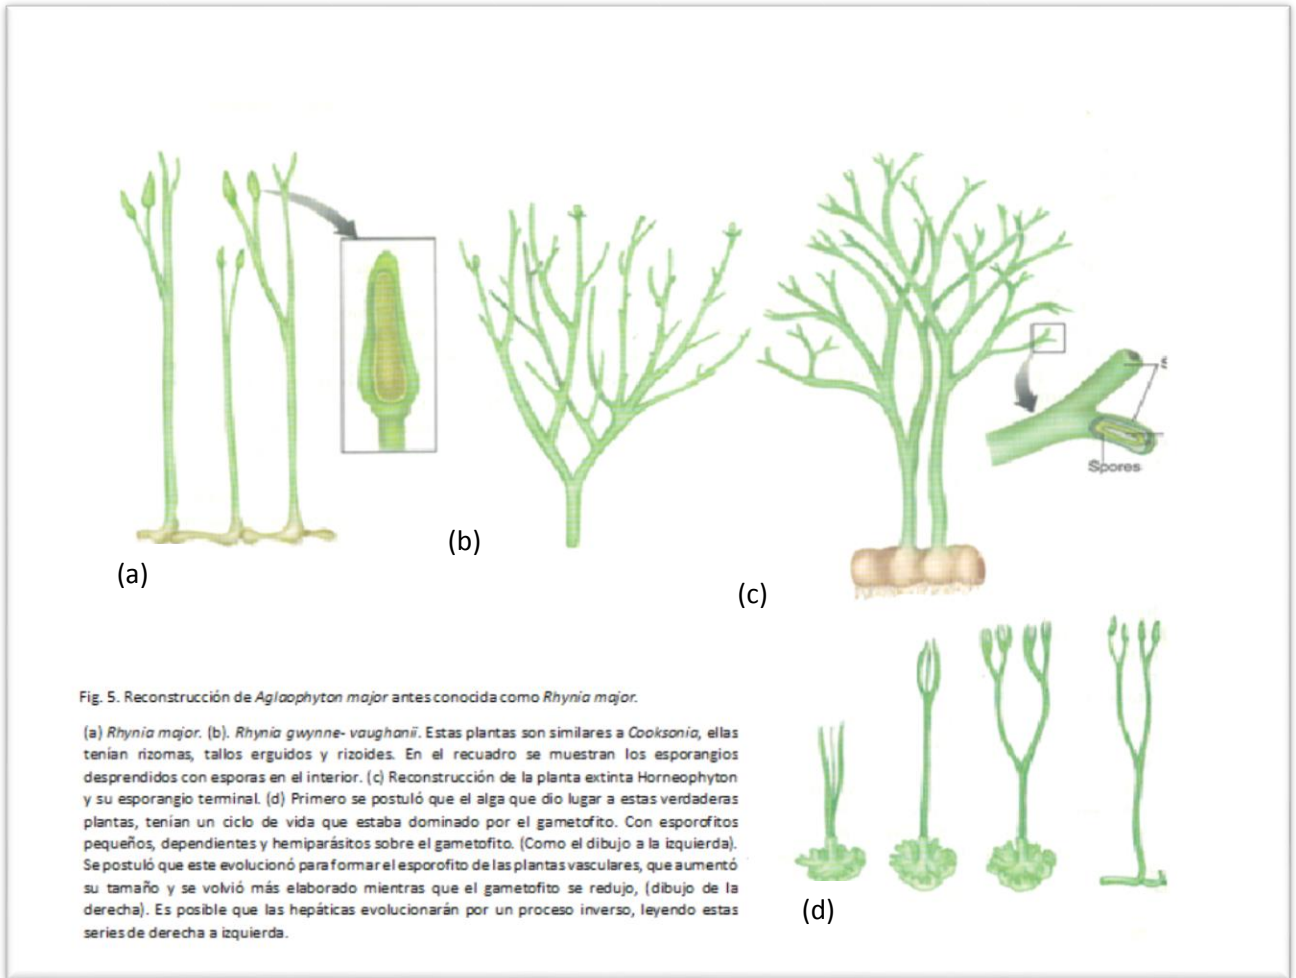 Spores
(a)
(b)
(c)
(d)
Fig. 5. Reconstrucción de Aglaophyton major antes conocida como Rhynia major.
(a) Rhynia major. (b). Rhynia gwynne- vaughanii. Estas plantas son similares a Cooksonia, ellas
tenían rizomas, tallos erguidos y rizoides. En el recuadro se muestran los esporangios
desprendidos con esporas en el interior. (c) Reconstrucción de la planta extinta Horneophyton
y su esporangio terminal. (d) Primero se postuló que el alga que dio lugar a estas verdaderas
plantas, tenían un ciclo de vida que estaba dominado por el gametofito. Con esporofitos
pequeños, dependientes y hemiparásitos sobre el gametofito. (Como el dibujo a la izquierda).
Se postuló que este evolucionó para formar el esporofito de las plantas vasculares, que aumentó
su tamaño y se volvió más elaborado mientras que el gametofito se redujo, (dibujo de la
derecha). Es posible que las hepáticas evolucionarán por un proceso inverso, leyendo estas
series de derecha a izquierda.